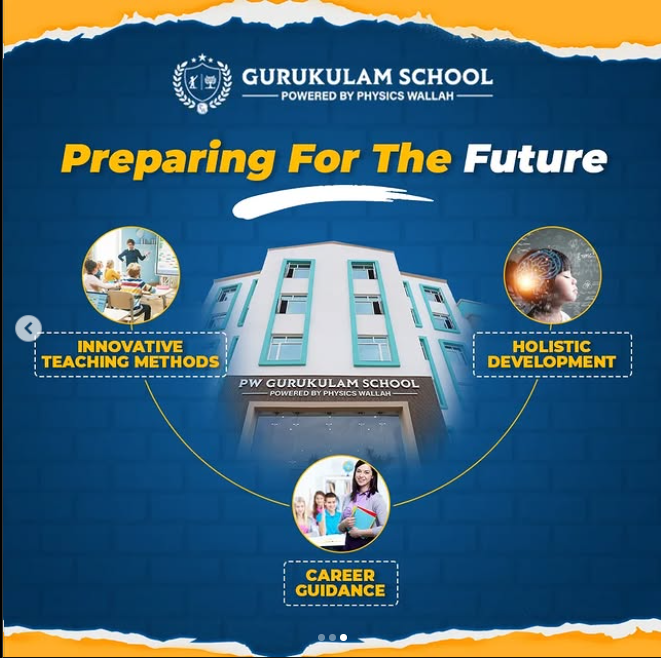 GURUKULAM SCHOOL
POWERED BY PHYSICS WALLAH
Preparing For The Future
INNOVATIVE
TEACHING METHODS
HOLISTIC
DEVELOPMENT
PW GURUKULAM SCHOOL
POWERED BY PHYSICS WALLAH
CAREER
GUIDANCE